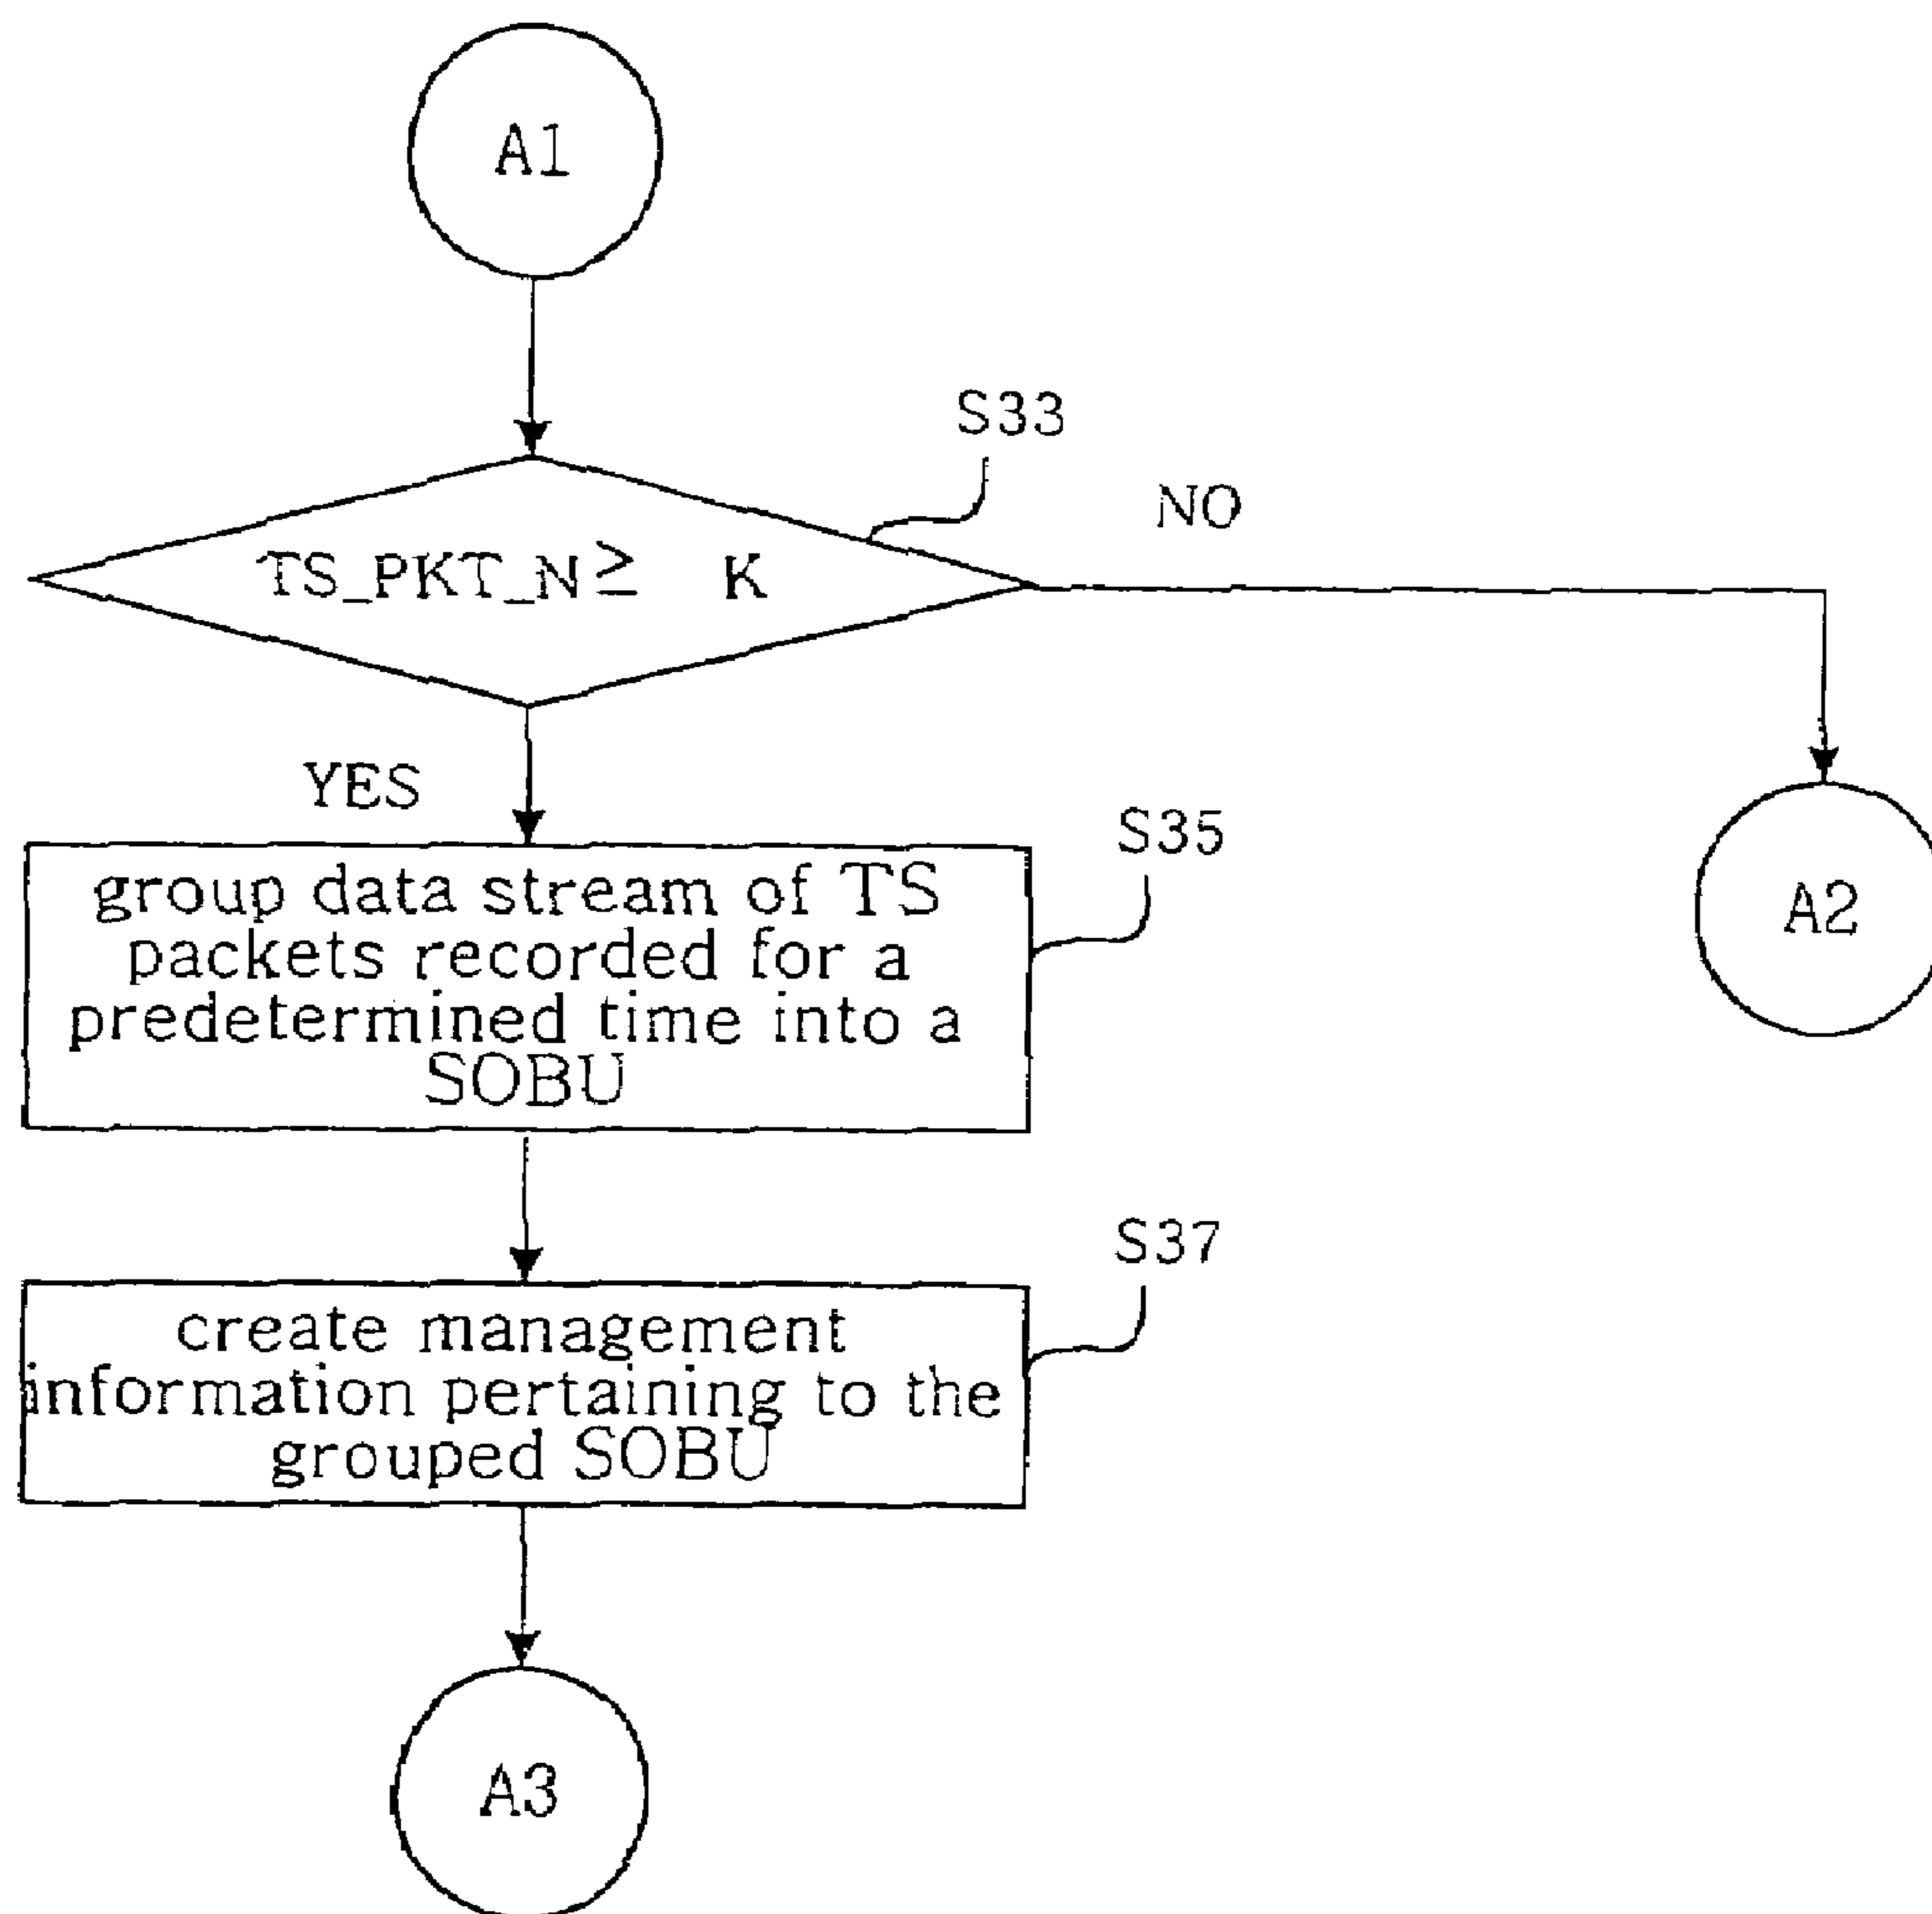 A1
S33
NO
TS_PKT_N≥ K
YES
S35
group data stream of TS
packets recorded for a
predetermined time into a
SOBU
A2
S37
create management
information pertaining to the
grouped SOBU
A3